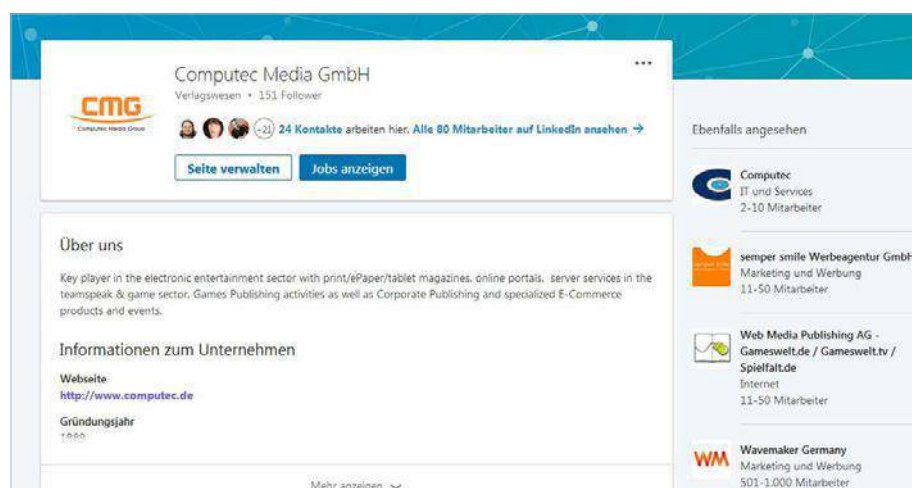 Computec Media GmbH
Verlagswesen • 151 Follower
CMG
Computec Media Group
+21 24 Kontakte arbeiten hier. Alle 80 Mitarbeiter auf LinkedIn ansehen →
Seite verwalten Jobs anzeigen
Über uns
Key player in the electronic entertainment sector with print/ePaper/tablet magazines, online portals, server services in the
teamspeak & game sector, Games Publishing activities as well as Corporate Publishing and specialized E-Commerce
products and events.
Informationen zum Unternehmen
Webseite
http://www.computec.de
Gründungsjahr
1989
Mehr anzeigen
Ebenfalls angesehen
Computec
IT und Services
2-10 Mitarbeiter
semper smile Werbeagentur GmbH
Marketing und Werbung
11-50 Mitarbeiter
Web Media Publishing AG -
Gameswelt.de / Gameswelt.tv /
Spielfalt.de
Internet
11-50 Mitarbeiter
WM
Wavemaker Germany
Marketing und Werbung
501-1.000 Mitarbeiter